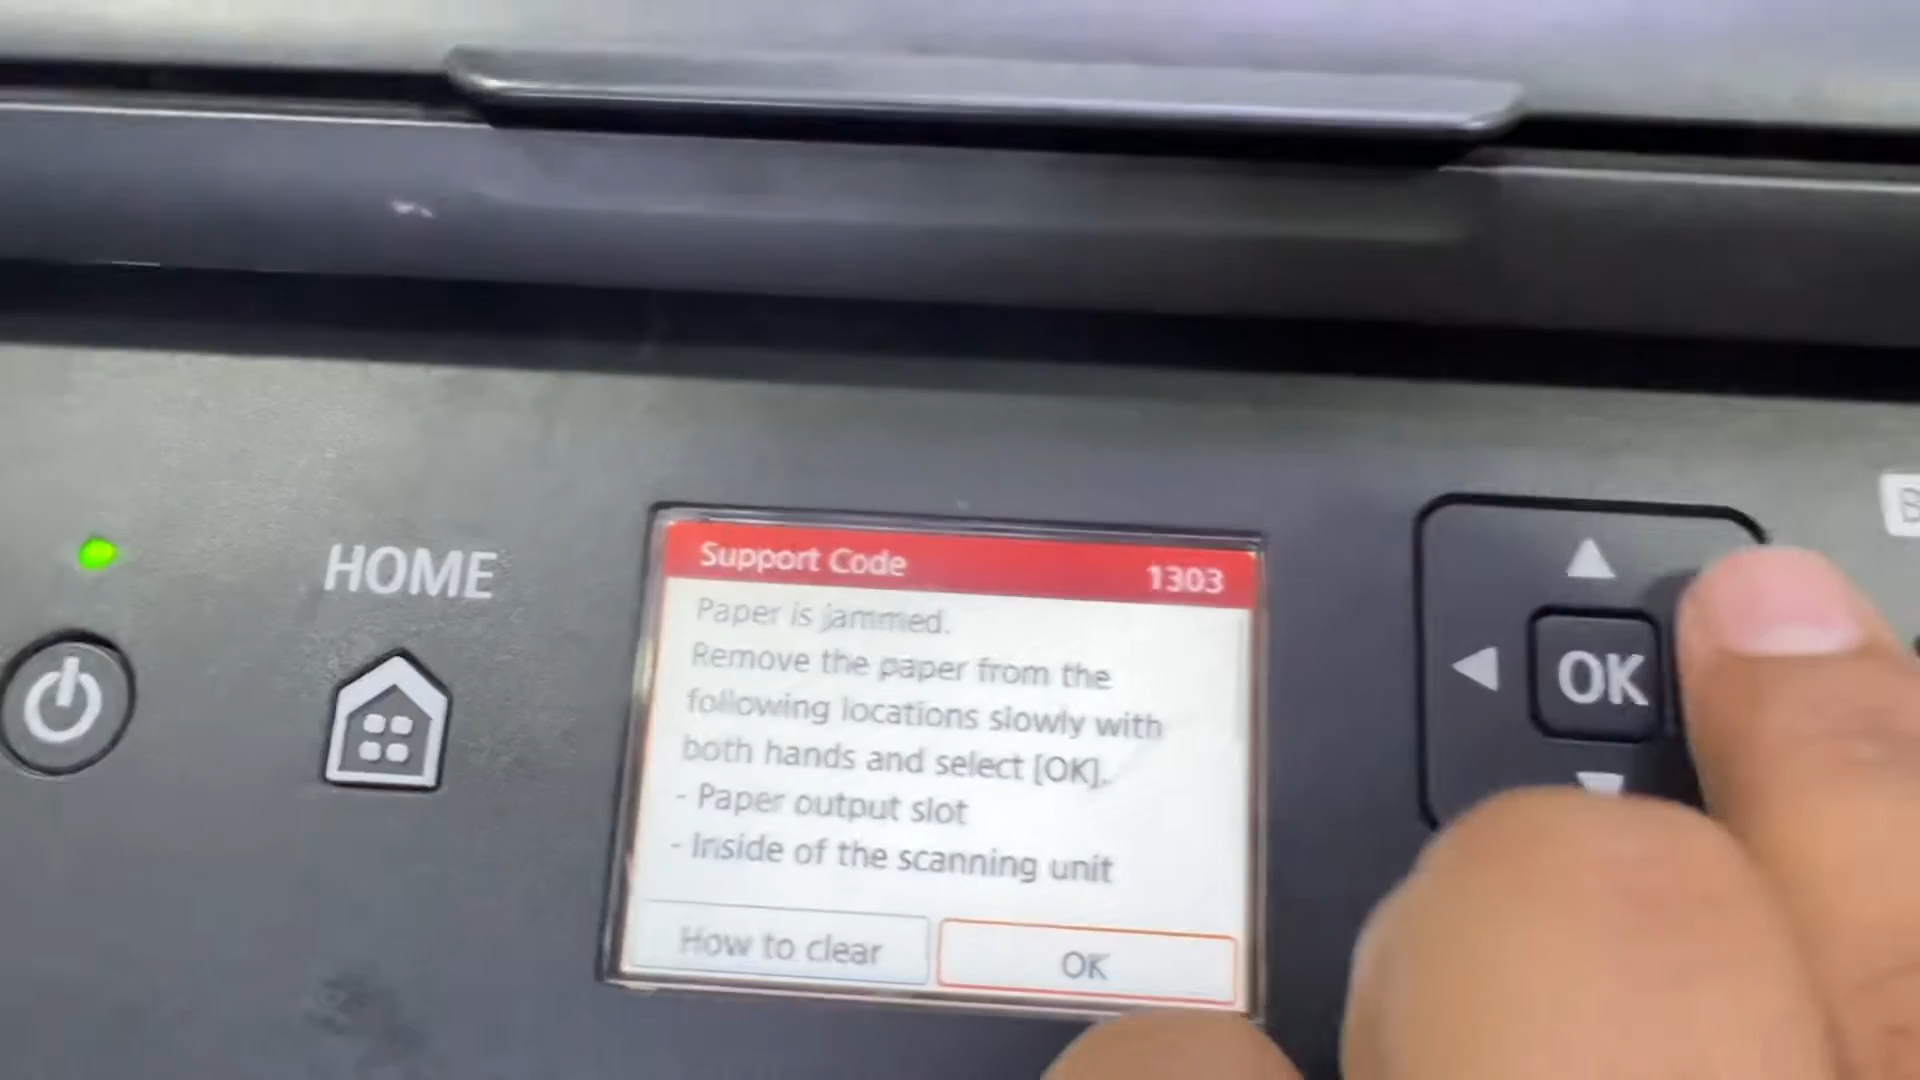 HOME
Support Code 1303
Paper is jammed.
Remove the paper from the
following locations slowly with
both hands and select [OK].
- Paper output slot
- Inside of the scanning unit
How to clear
OK
OK